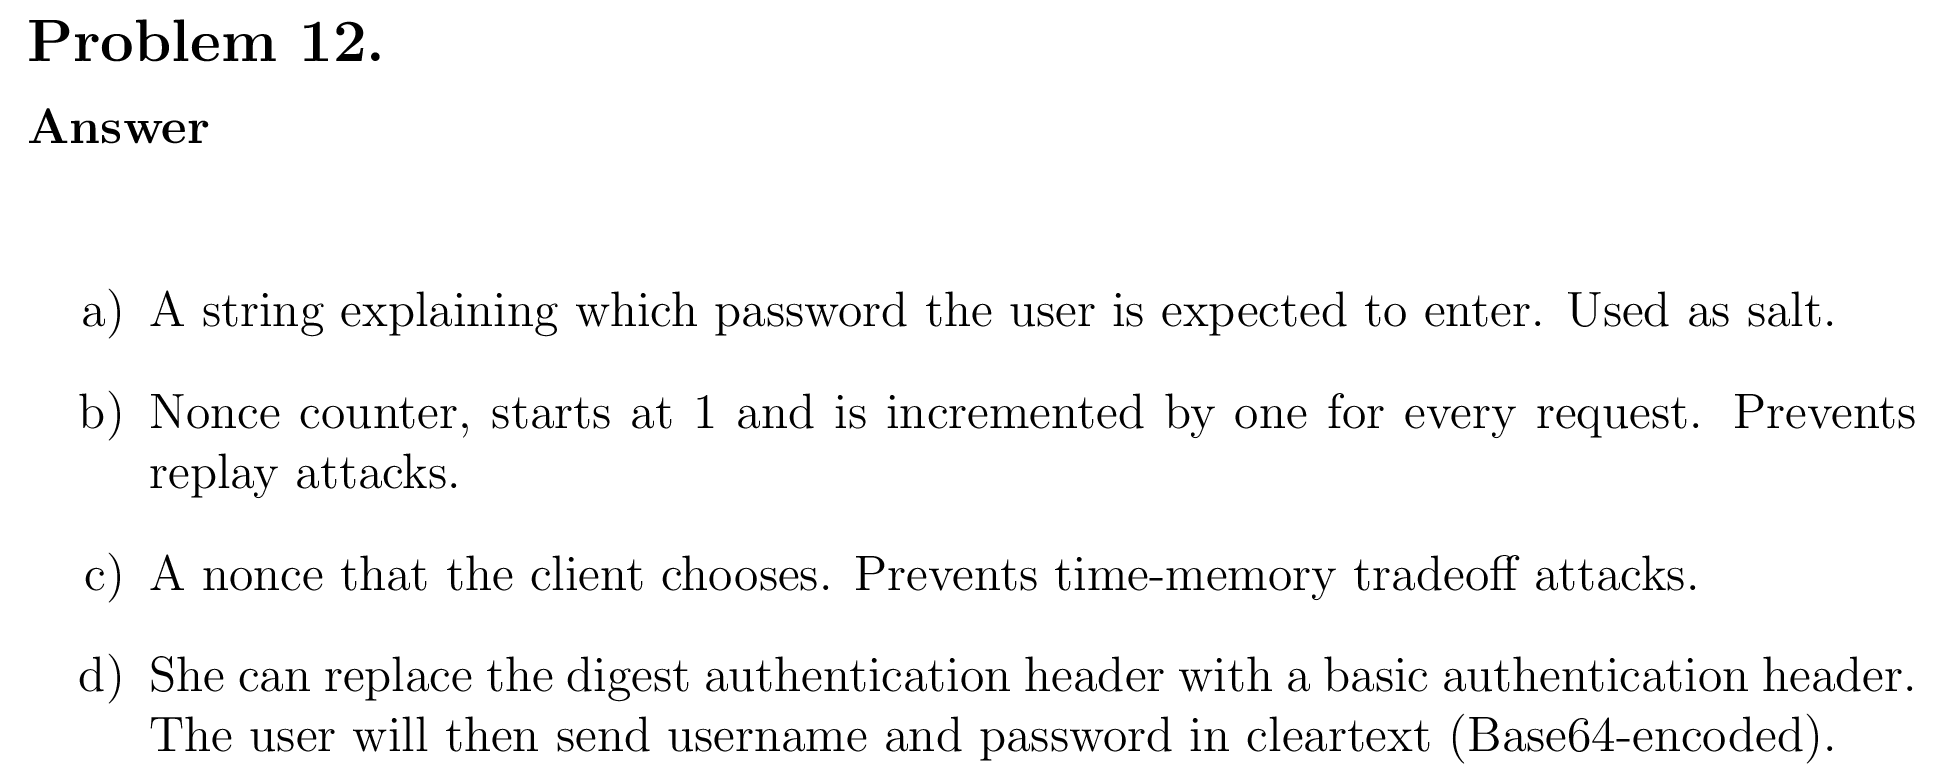 Problem 12.
Answer
a) A string explaining which password the user is expected to enter. Used as salt.
b) Nonce counter, starts at 1 and is incremented by one for every request. Prevents
replay attacks.
c) A nonce that the client chooses. Prevents time-memory tradeoff attacks.
d) She can replace the digest authentication header with a basic authentication header.
The user will then send username and password in cleartext (Base64-encoded).